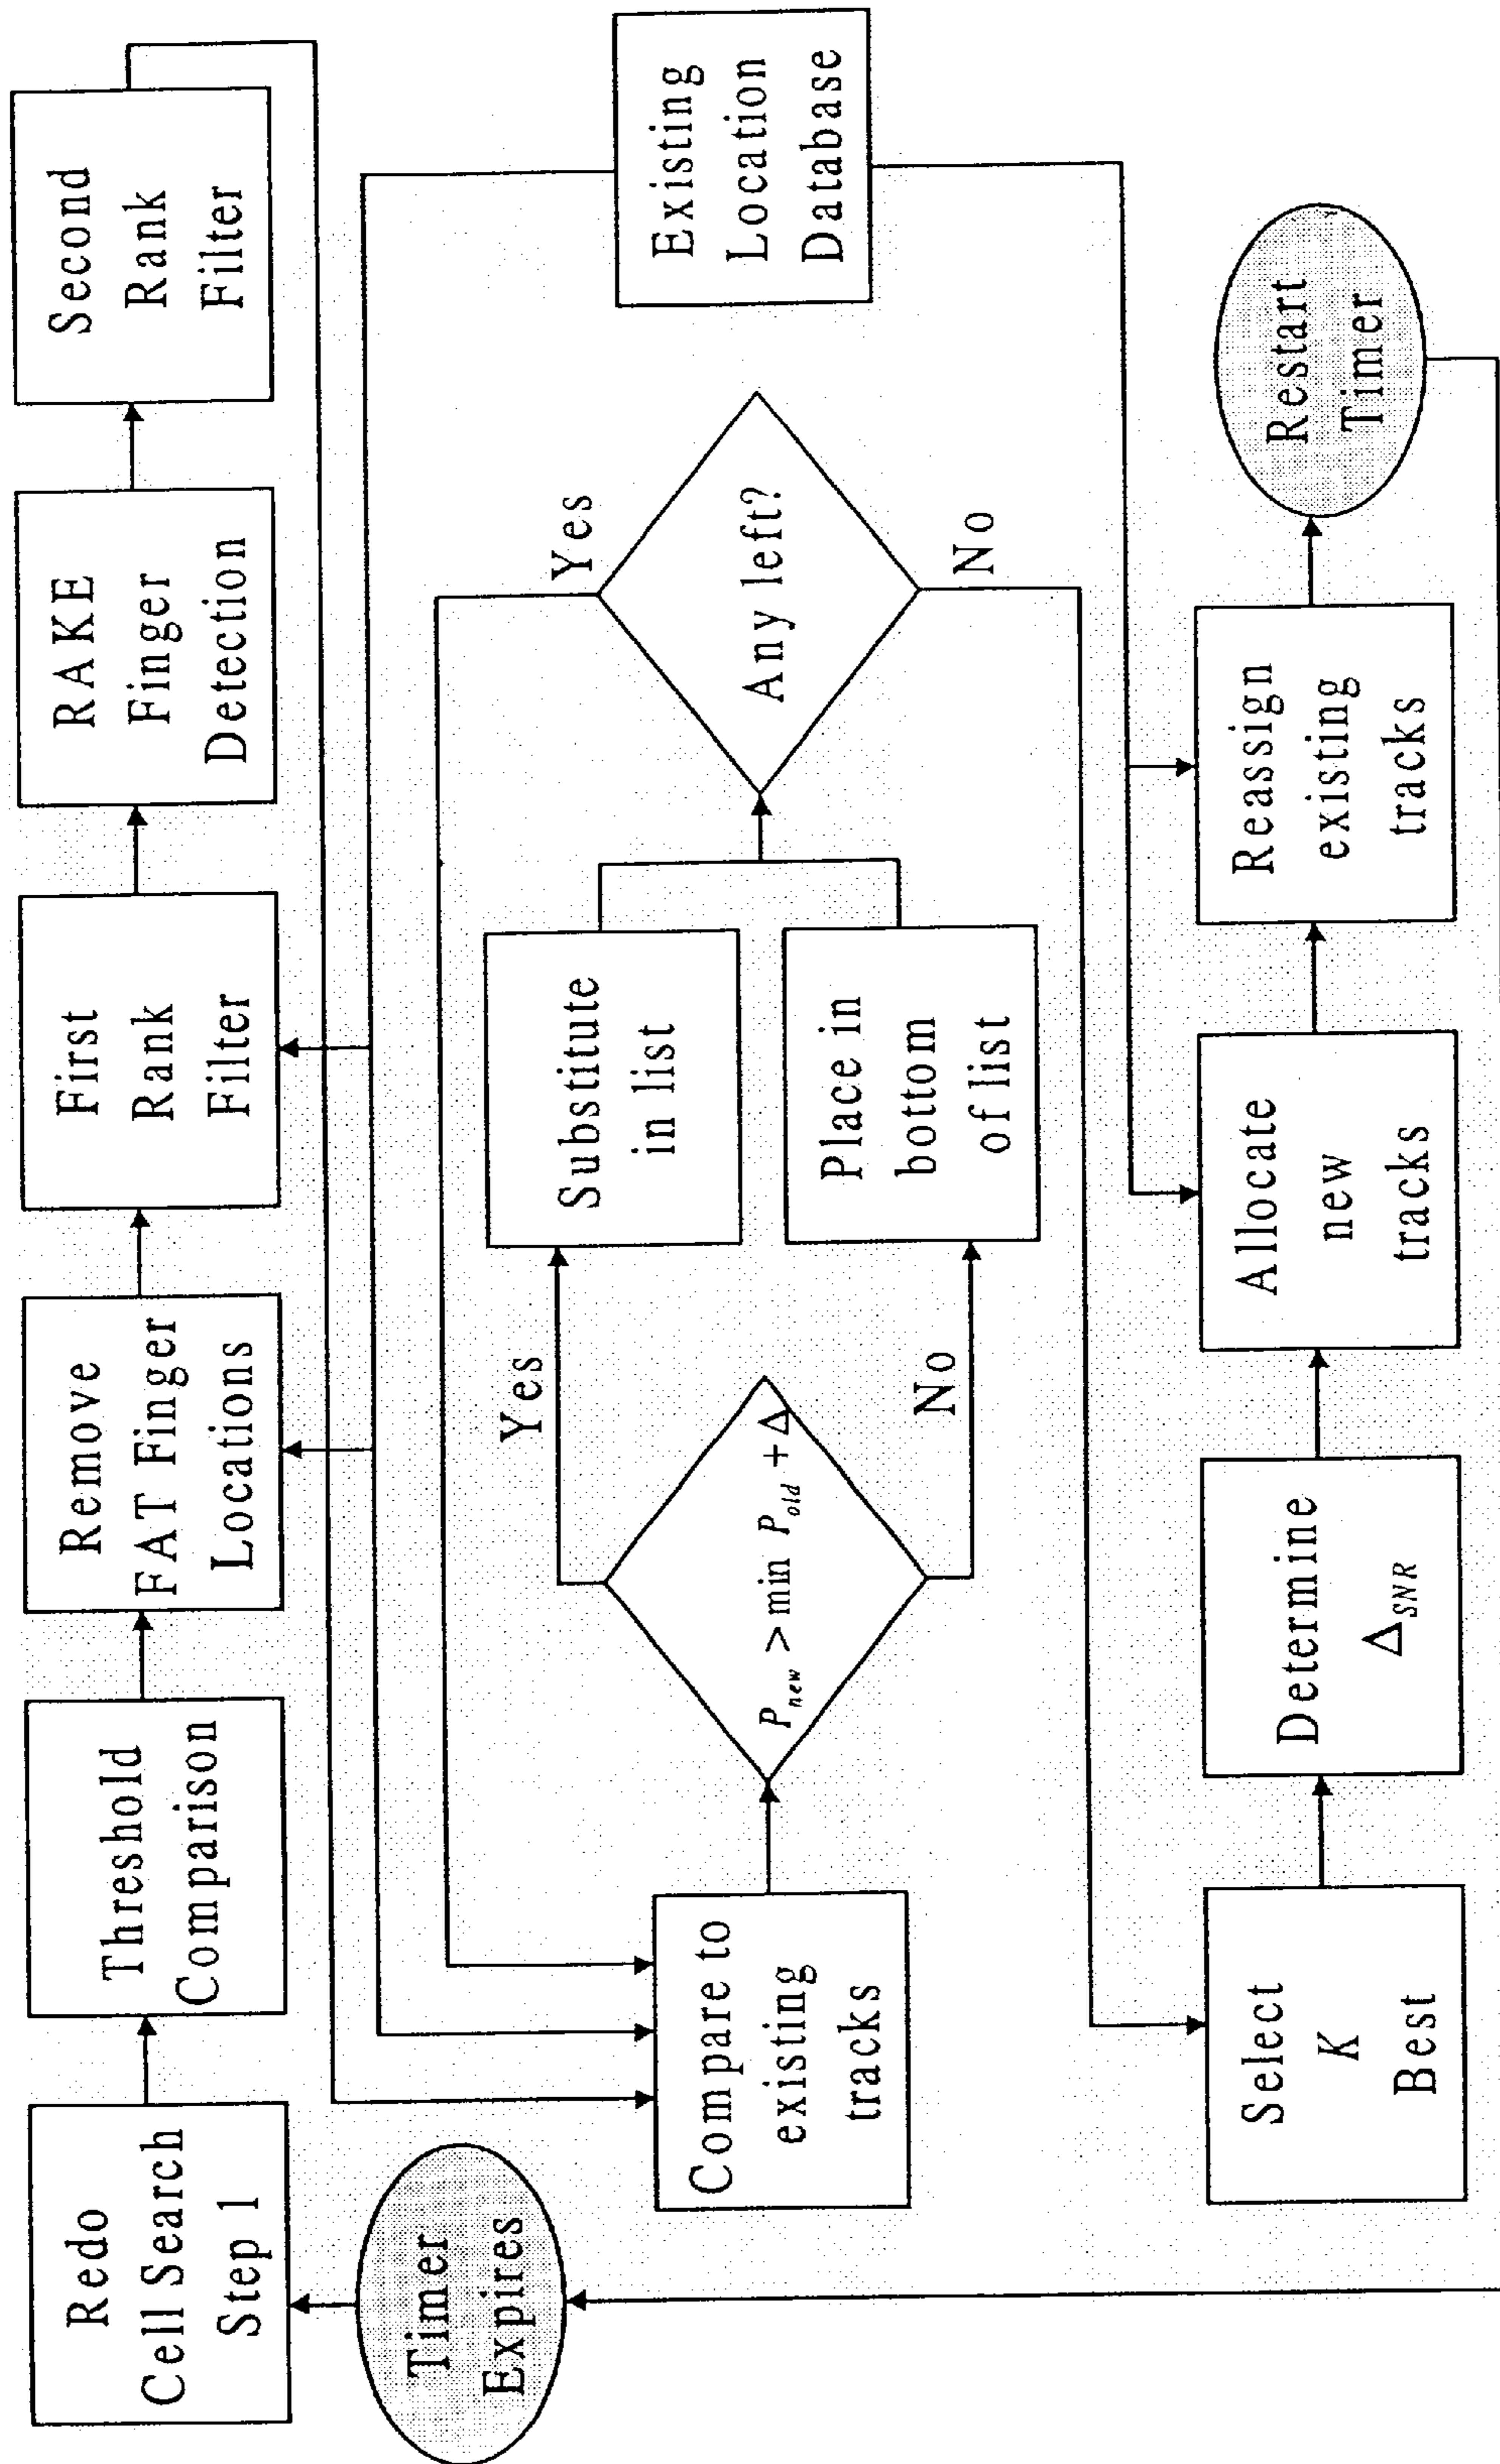 Redo
Cell Search
Step 1
Threshold
Comparison
Remove
FAT Finger
Locations
First
Rank
Filter
RAKE
Finger
Detection
Second
Rank
Filter
Timer
Expires
Compare to
existing
tracks
P_new > min P_old + Δ
Yes
No
Substitute
in list
Place in
bottom
of list
Any left?
Yes
No
Existing
Location
Database
Select
K
Best
Determine
Δ_SNR
Allocate
new
tracks
Reassign
existing
tracks
Restart
Timer